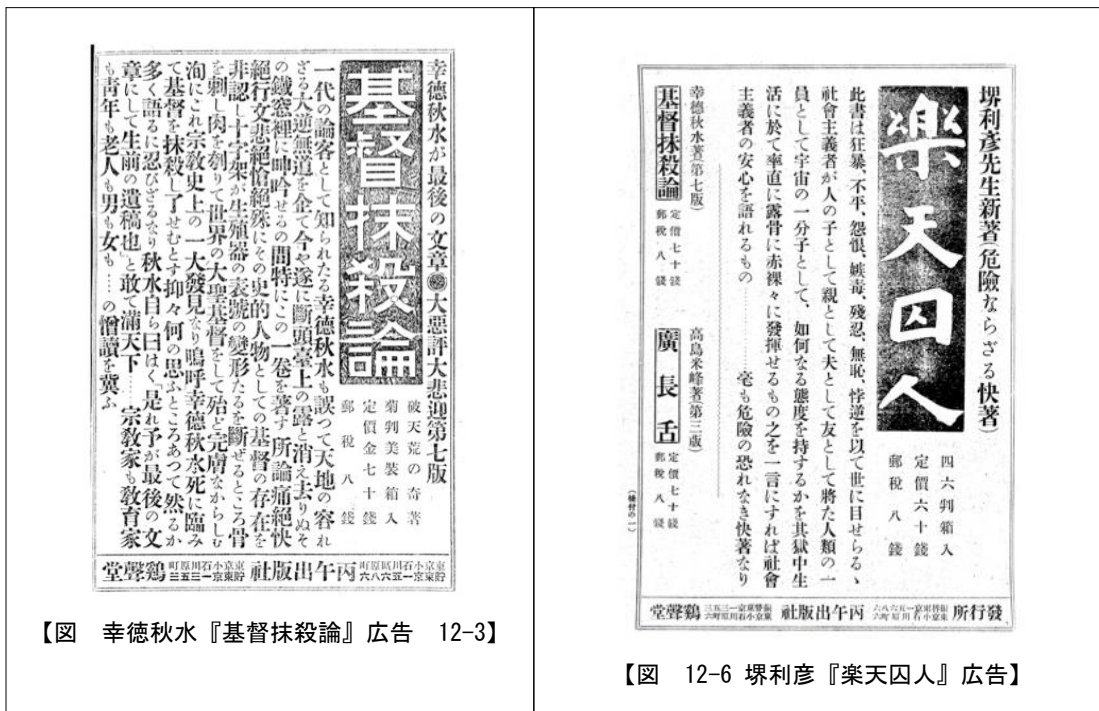 幸德秋水が最後の文章㊙大惡評大悲迎第七版
基督抹殺論
破天荒の奇著
菊判美裝箱入
定價金七十錢
郵稅八錢
一代の論客として知られたる幸德秋水も誤つて天地の容れ
ざる大逆無道を企て今や遂に斷頭臺上の露と消え去りぬそ
の鐵窓裡に呻吟せるの間特にこの一卷を著す所論痛絕快
絕行文悲絕愴絕殊にその史的人物としての基督の存在を
非認し十字架が生殖器の表號の變形たるを斷ぜるところ骨
を刺し肉を刳りて世界の大聖基督をして殆ど完膚なからしむ
洵にこれ宗敎史上の一大發見なり嗚呼幸德秋水死に臨み
て基督を抹殺し了せむとす抑々何の思ふところあつて然るか
多く語るに忍びざるなり秋水自ら曰はく「是れ予が最後の文
章にして生前の遺稿也」と敢て滿天下……宗敎家も敎育家
も靑年も老人も男も女も…の憎讀を冀ふ
丙午出版社
鷄聲堂
【図　幸徳秋水『基督抹殺論』広告　12-3】
堺利彥先生新著(危險ならざる快著)
樂天囚人
四六判箱入
定價六十錢
郵稅八錢
此書は狂暴、不平、怨恨、嫉毒、殘忍、無恥、悖逆を以て世に目せらるゝ
社會主義者が人の子として親として夫として友として將た人類の一
員として宇宙の一分子として、如何なる態度を持するかを其獄中生
活に於て率直に露骨に赤裸々に發揮せるもの之を一言にすれば社會
主義者の安心を語れるもの………毫も危險の恐れなき快著なり
幸德秋水著(第七版)
基督抹殺論
定價七十錢
郵稅八錢
高島米峰著(第三版)
廣長舌
定價七十錢
郵稅八錢
發行所
丙午出版社
鷄聲堂
【図　12-6 堺利彦『楽天囚人』広告】